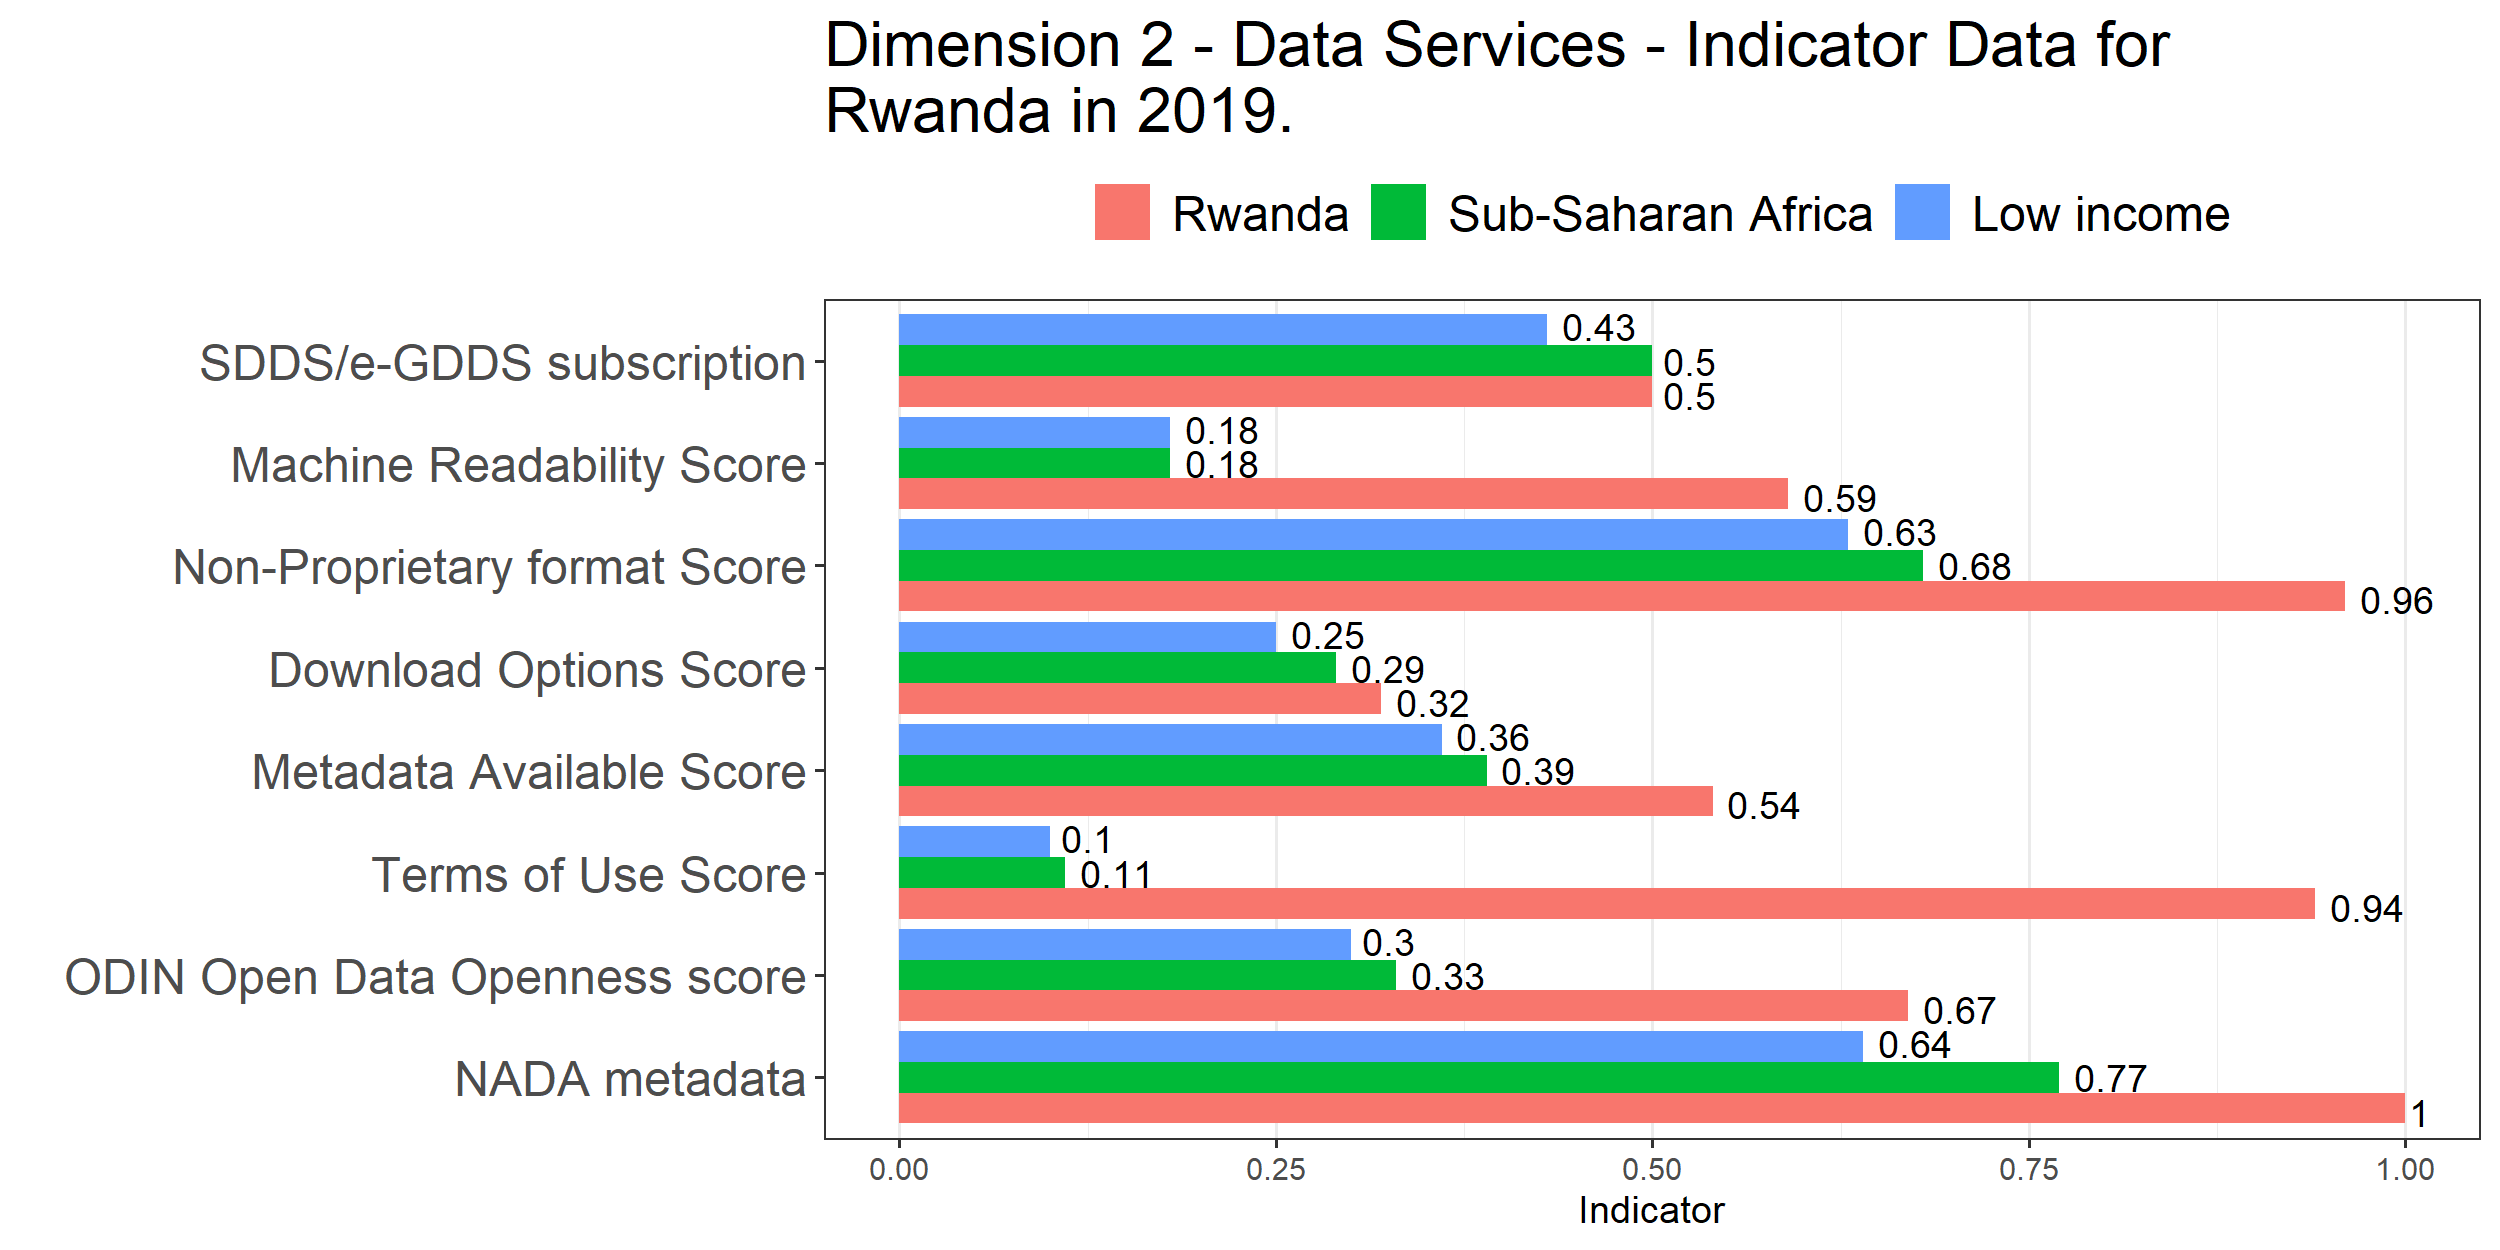 Dimension 2 - Data Services - Indicator Data for
Rwanda in 2019.
Rwanda Sub-Saharan Africa Low income
SDDS/e-GDDS subscription
0.43
0.5
0.5
Machine Readability Score
0.18
0.18
0.59
Non-Proprietary format Score
0.63
0.68
0.96
Download Options Score
0.25
0.29
0.32
Metadata Available Score
0.36
0.39
0.54
Terms of Use Score
0.1
0.11
0.94
ODIN Open Data Openness score
0.3
0.33
0.67
NADA metadata
0.64
0.77
1
0.00 0.25 0.50 0.75 1.00
Indicator